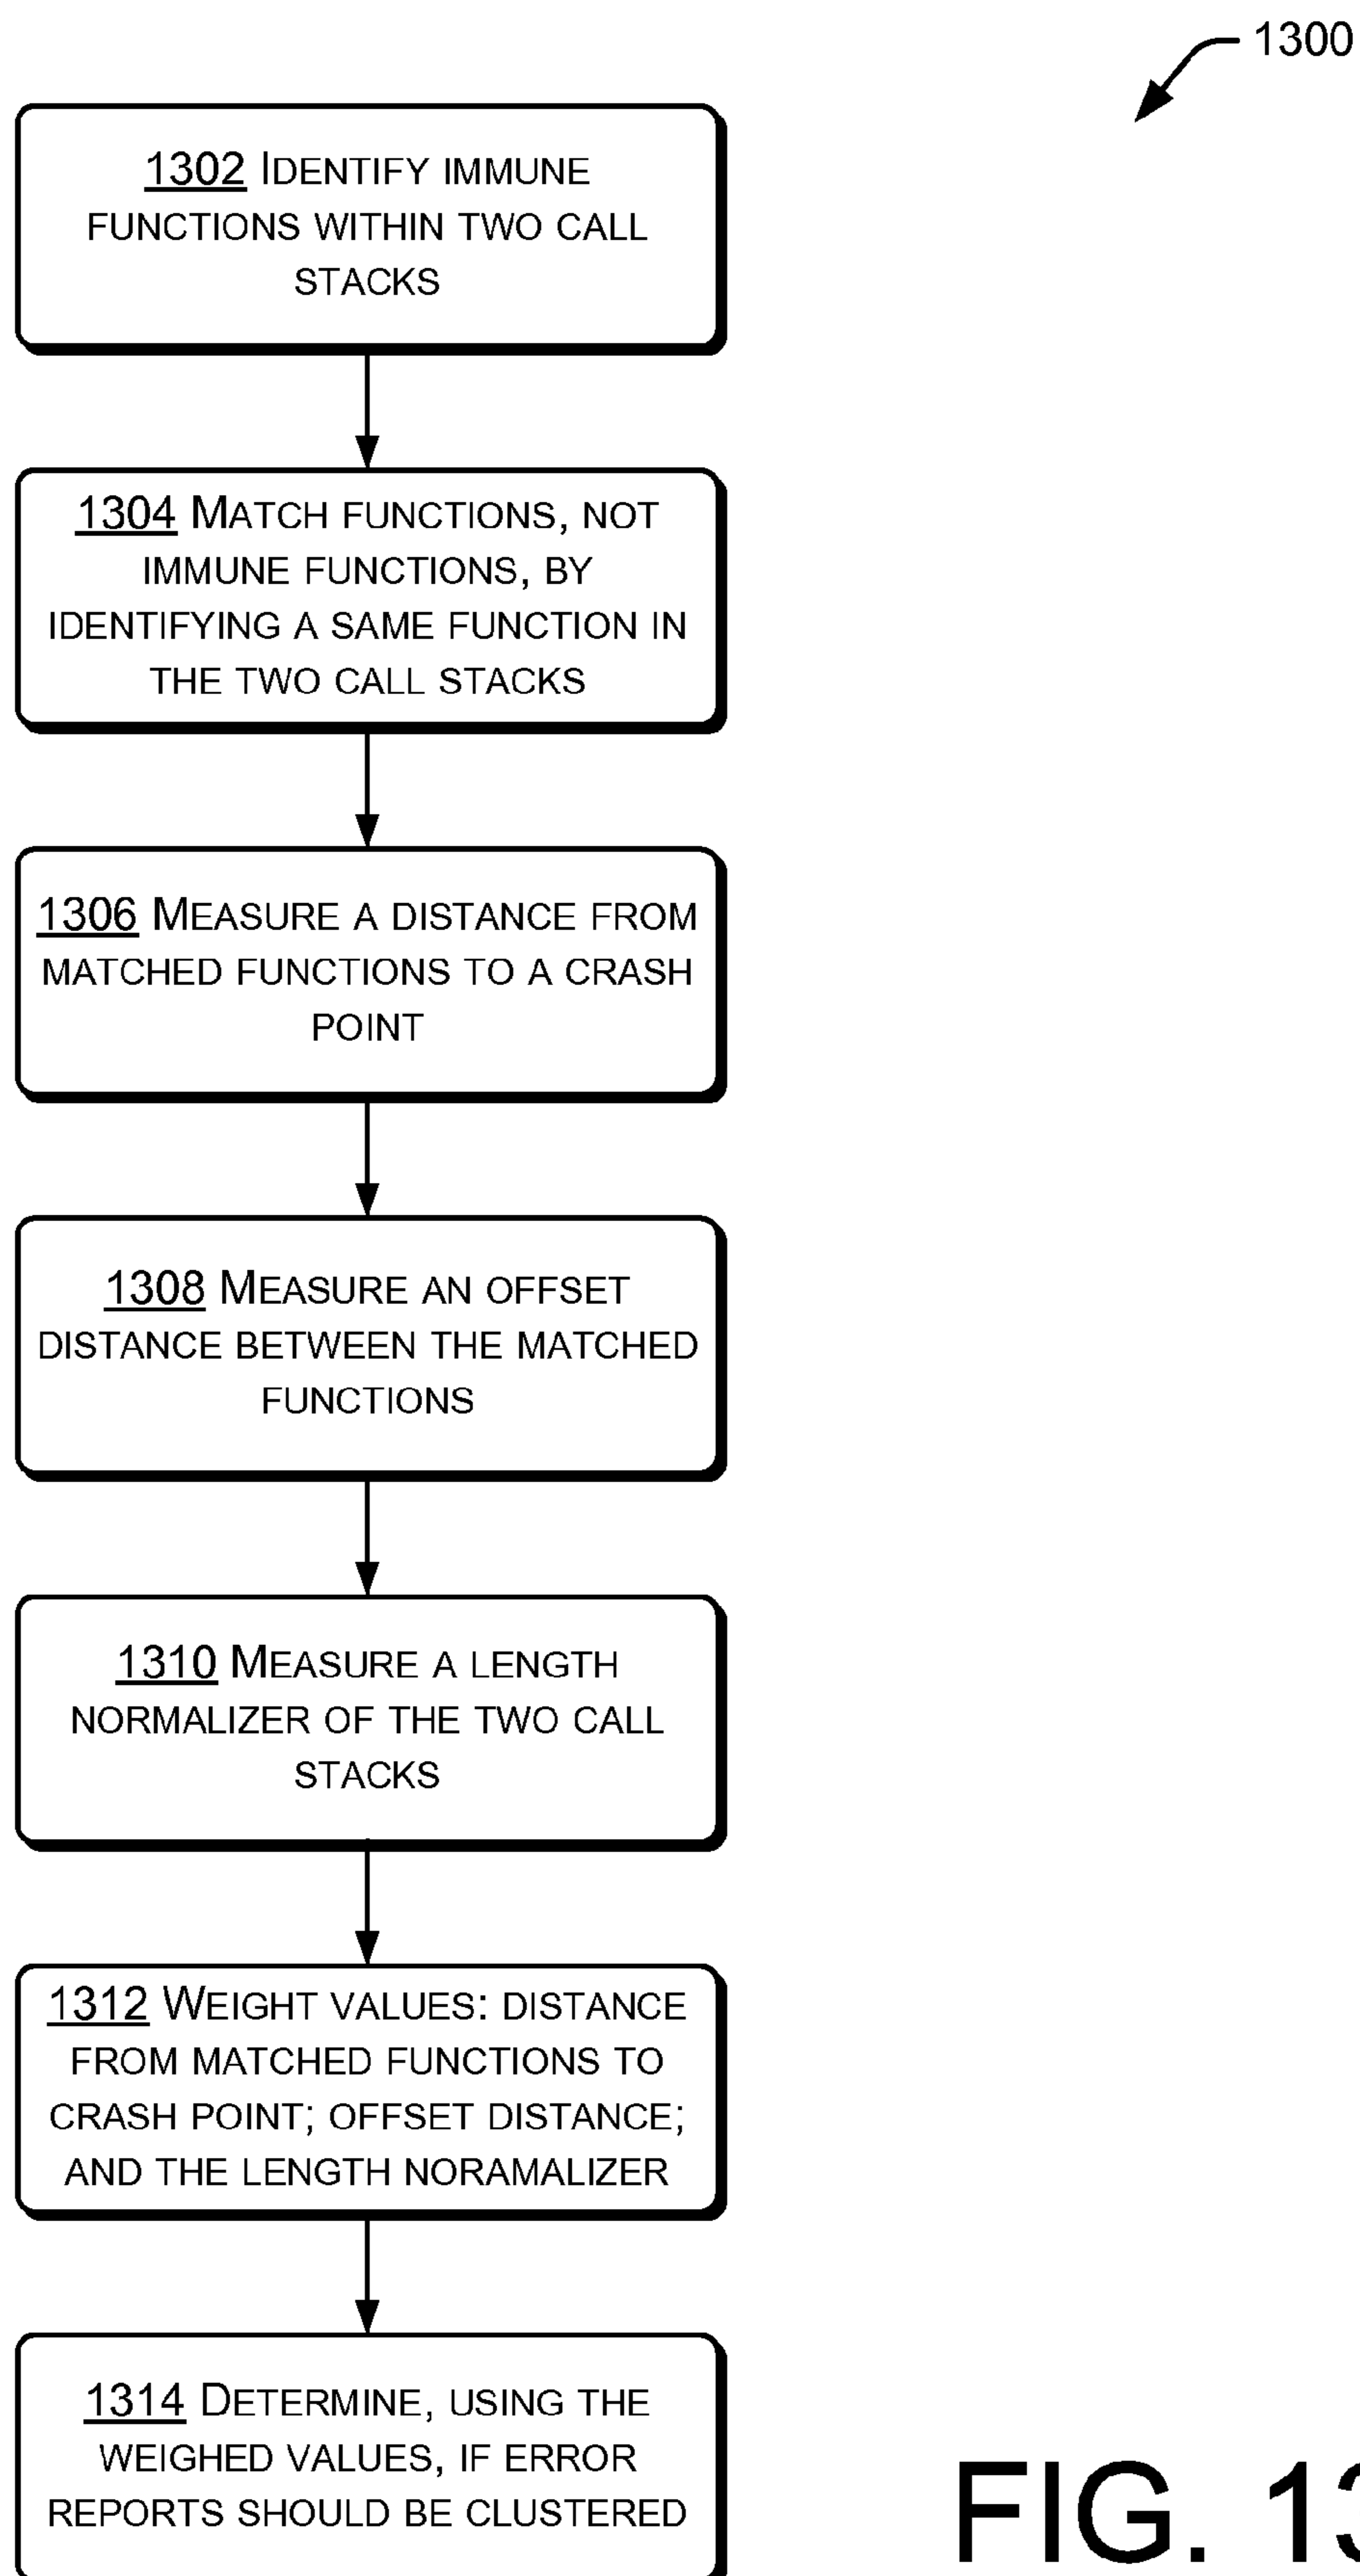 1300
1302 IDENTIFY IMMUNE
FUNCTIONS WITHIN TWO CALL
STACKS
1304 MATCH FUNCTIONS, NOT
IMMUNE FUNCTIONS, BY
IDENTIFYING A SAME FUNCTION IN
THE TWO CALL STACKS
1306 MEASURE A DISTANCE FROM
MATCHED FUNCTIONS TO A CRASH
POINT
1308 MEASURE AN OFFSET
DISTANCE BETWEEN THE MATCHED
FUNCTIONS
1310 MEASURE A LENGTH
NORMALIZER OF THE TWO CALL
STACKS
1312 WEIGHT VALUES: DISTANCE
FROM MATCHED FUNCTIONS TO
CRASH POINT; OFFSET DISTANCE;
AND THE LENGTH NORAMALIZER
1314 DETERMINE, USING THE
WEIGHED VALUES, IF ERROR
REPORTS SHOULD BE CLUSTERED
FIG. 13